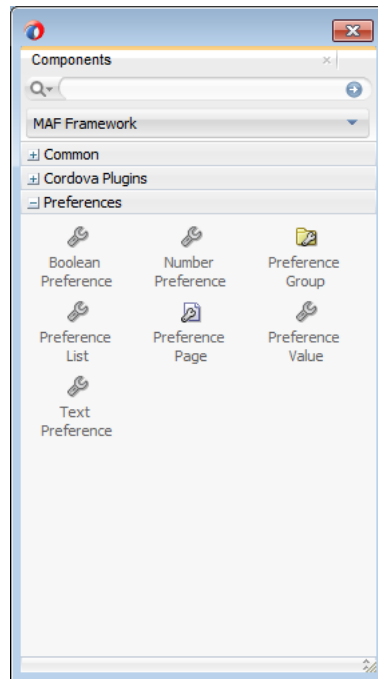 Components
MAF Framework
Common
Cordova Plugins
Preferences
Boolean Number Preference
Preference Preference Group
Preference Preference Preference
List Page Value
Text
Preference